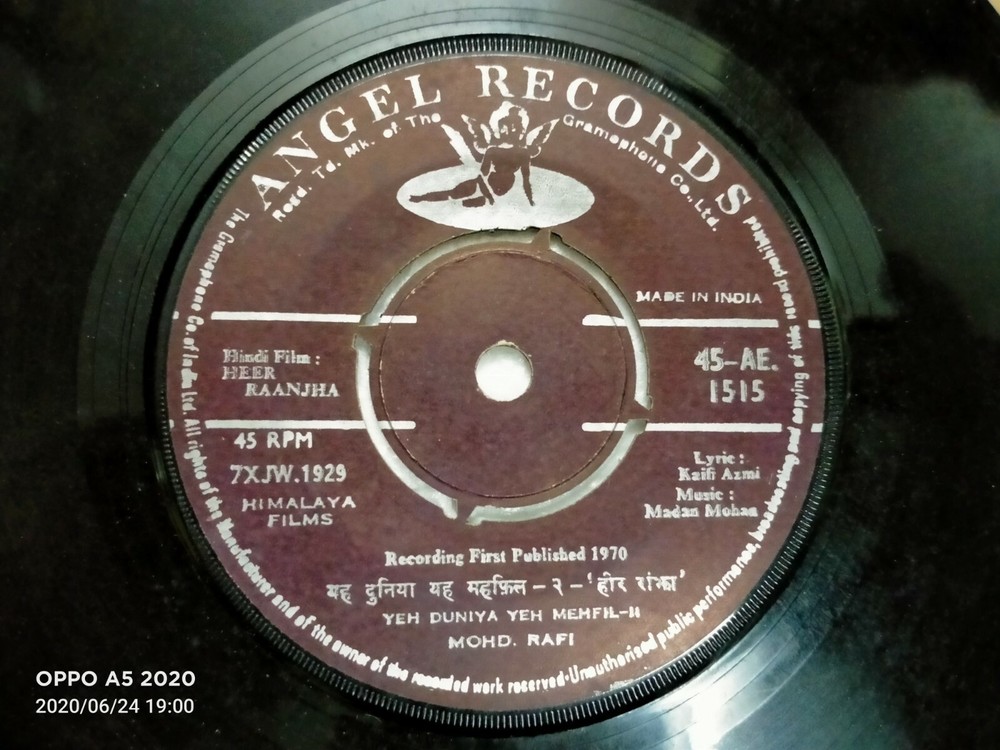 ANGEL RECORDS
Regd. Td. Mk. of The Gramophone Co., Ltd.
The Gramophone Co. of India Ltd. All rights of the Manufacturer and of the owner of the recorded work reserved·Unauthorised public performance, broadcasting and copying of this record prohibited
MADE IN INDIA
Hindi Film :
HEER
RAANJHA
45-AE.
1515
45 RPM
7XJW.1929
HIMALAYA
FILMS
Lyric :
Kaifi Azmi
Music :
Madan Mohan
Recording First Published 1970
यह दुनिया यह महफ़िल – २ – 'हीर रांझा'
YEH DUNIYA YEH MEHFIL–II
MOHD. RAFI
OPPO A5 2020
2020/06/24 19:00